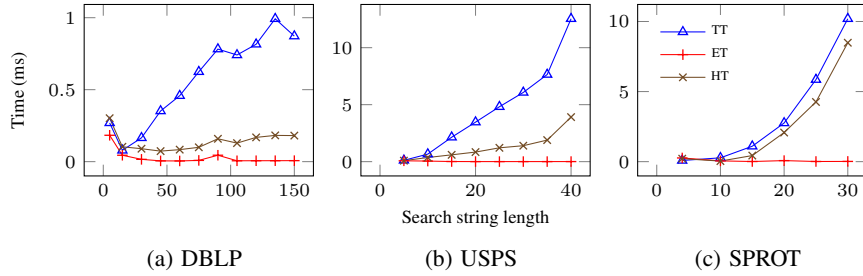 Time (ms)
1
0.5
0
0 50 100 150
10
5
0
0 20 40
10
5
0
0 10 20 30
TT
ET
HT
Search string length
(a) DBLP
(b) USPS
(c) SPROT